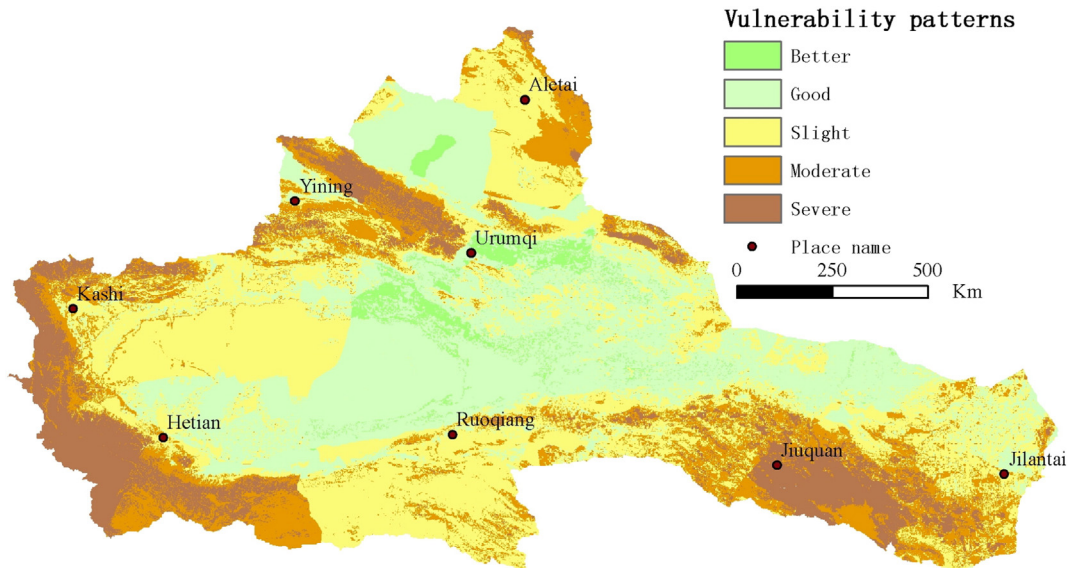 Vulnerability patterns
Better
Good
Slight
Moderate
Severe
Place name
0 250 500
Km
Aletai
Yining
Urumqi
Kashi
Hetian
Ruoqiang
Jiuquan
Jilantai